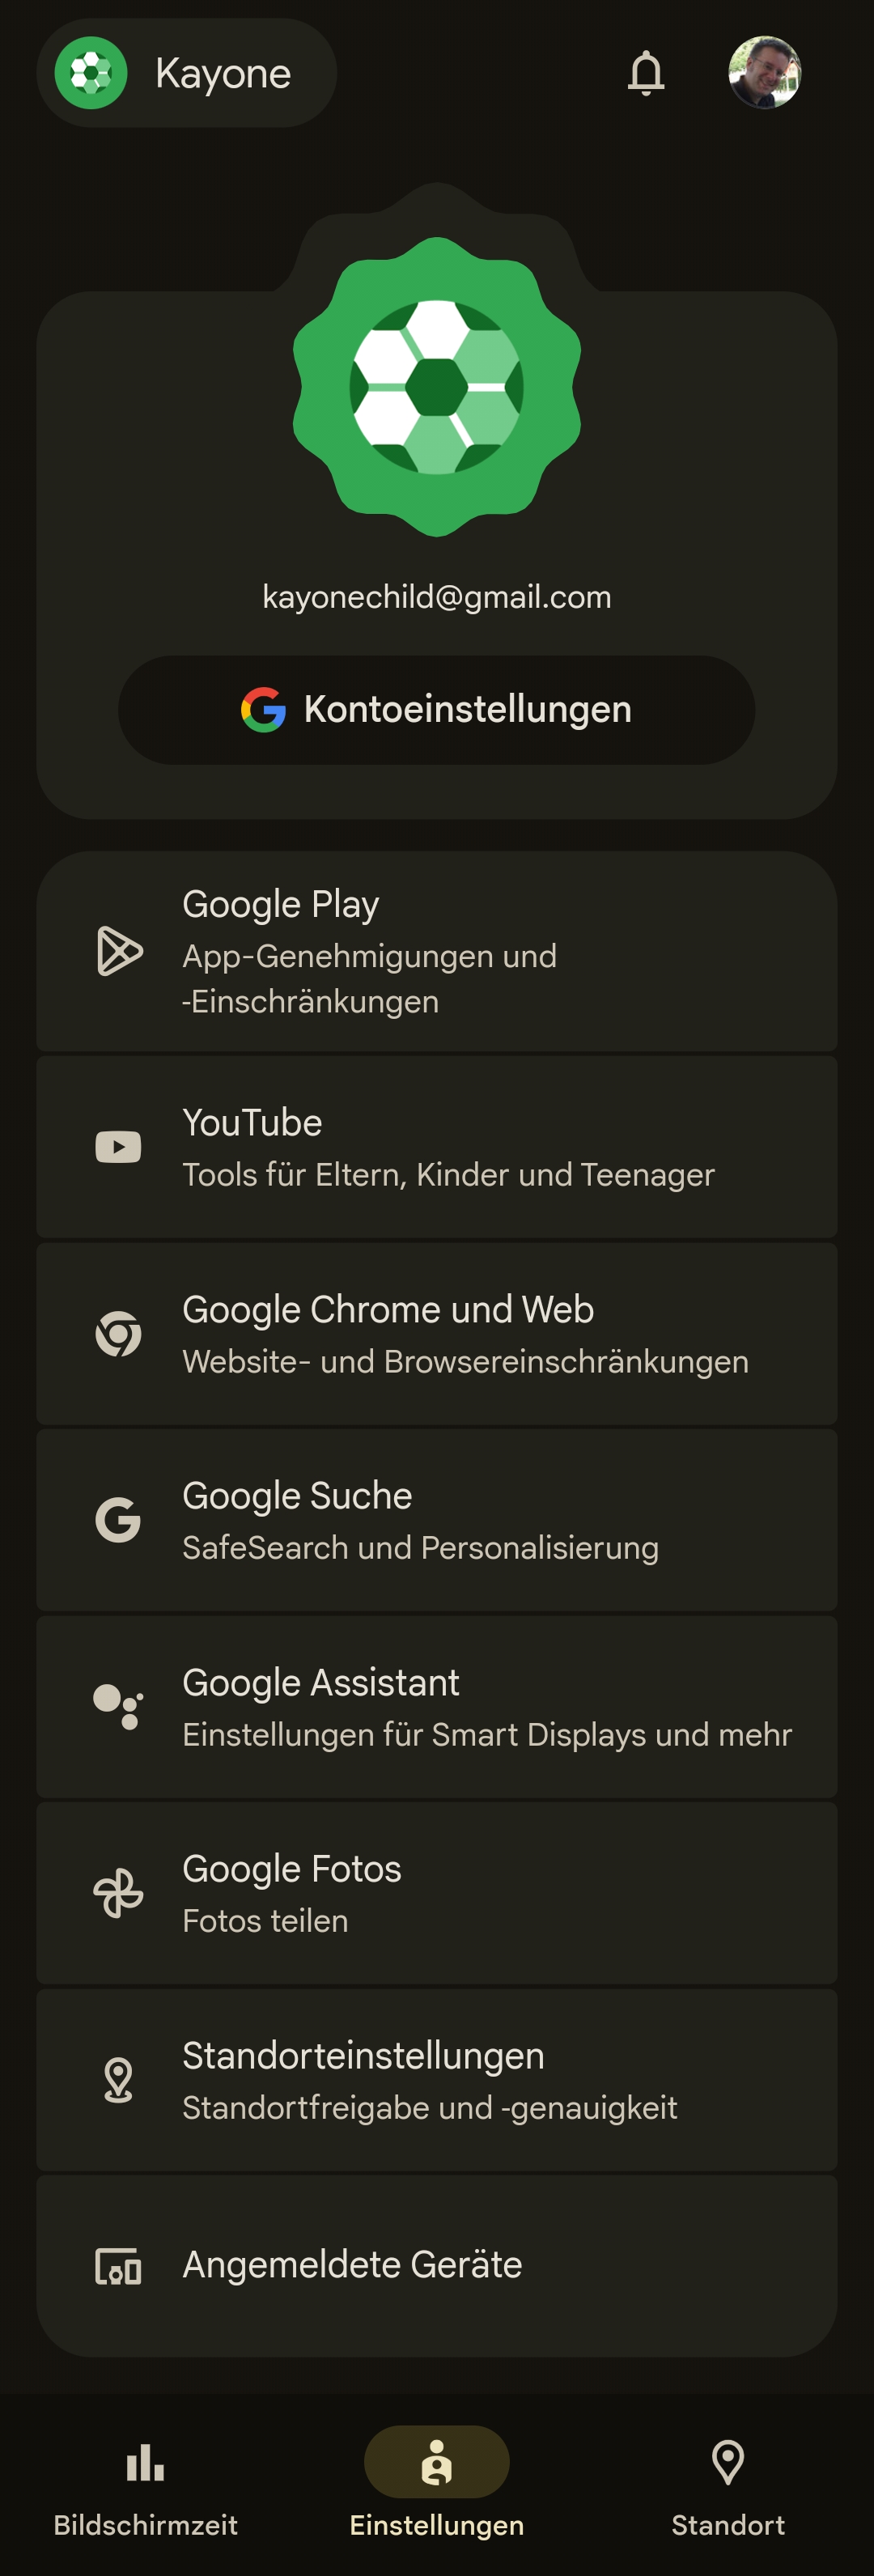 Kayone
kayonechild@gmail.com
Kontoeinstellungen
Google Play
App-Genehmigungen und
-Einschränkungen
YouTube
Tools für Eltern, Kinder und Teenager
Google Chrome und Web
Website- und Browsereinschränkungen
Google Suche
SafeSearch und Personalisierung
Google Assistant
Einstellungen für Smart Displays und mehr
Google Fotos
Fotos teilen
Standorteinstellungen
Standortfreigabe und -genauigkeit
Angemeldete Geräte
Bildschirmzeit
Einstellungen
Standort